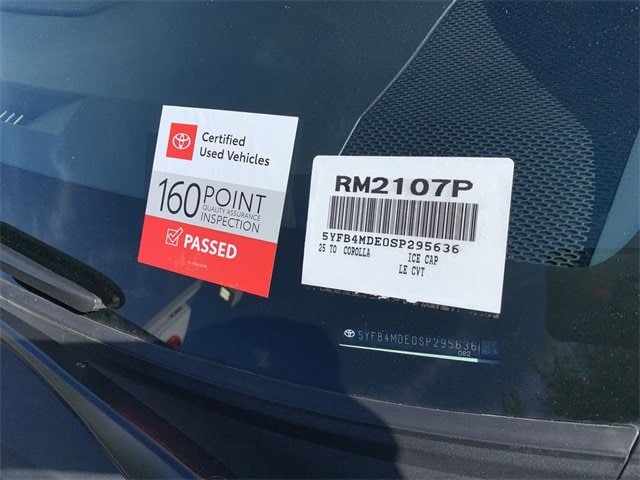 Certified
Used Vehicles
160 POINT
QUALITY ASSURANCE
INSPECTION
PASSED
RM2107P
5YFB4MDE0SP295636
25 TO COROLLA ICE CAP
LE CVT
5YFB4MDE0SP295636
082